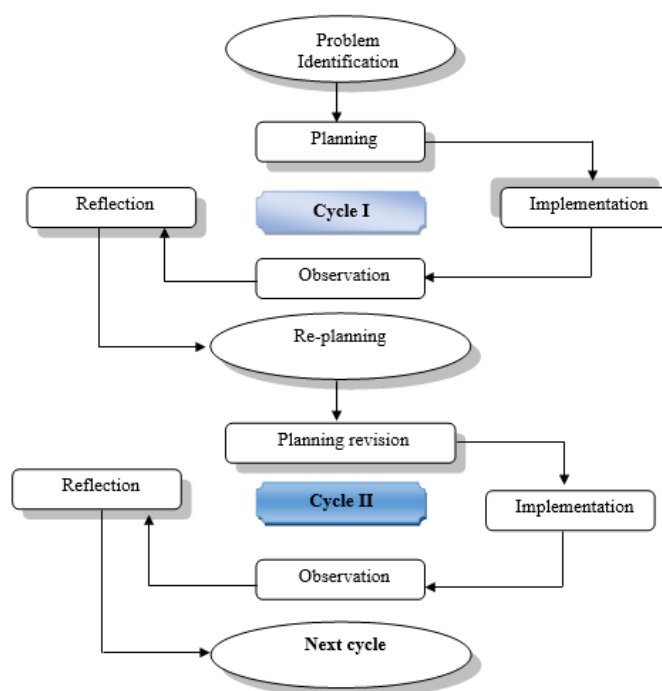 Problem
Identification
Planning
Reflection
Cycle I
Implementation
Observation
Re-planning
Planning revision
Reflection
Cycle II
Implementation
Observation
Next cycle